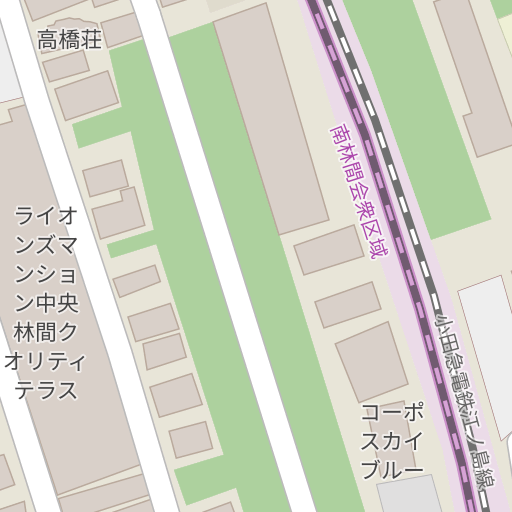 高橋荘
南林間会衆区域
ライオ
ンズマ
ンショ
ン中央
林間ク
オリティ
テラス
小田急電鉄江ノ島線
コーポ
スカイ
ブルー